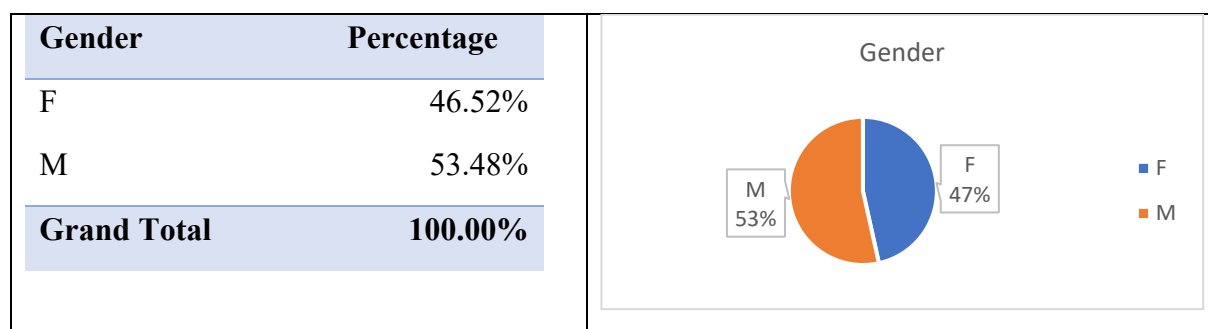 Gender Percentage
F 46.52%
M 53.48%
Grand Total 100.00%
Gender
F
47%
M
53%
F
M